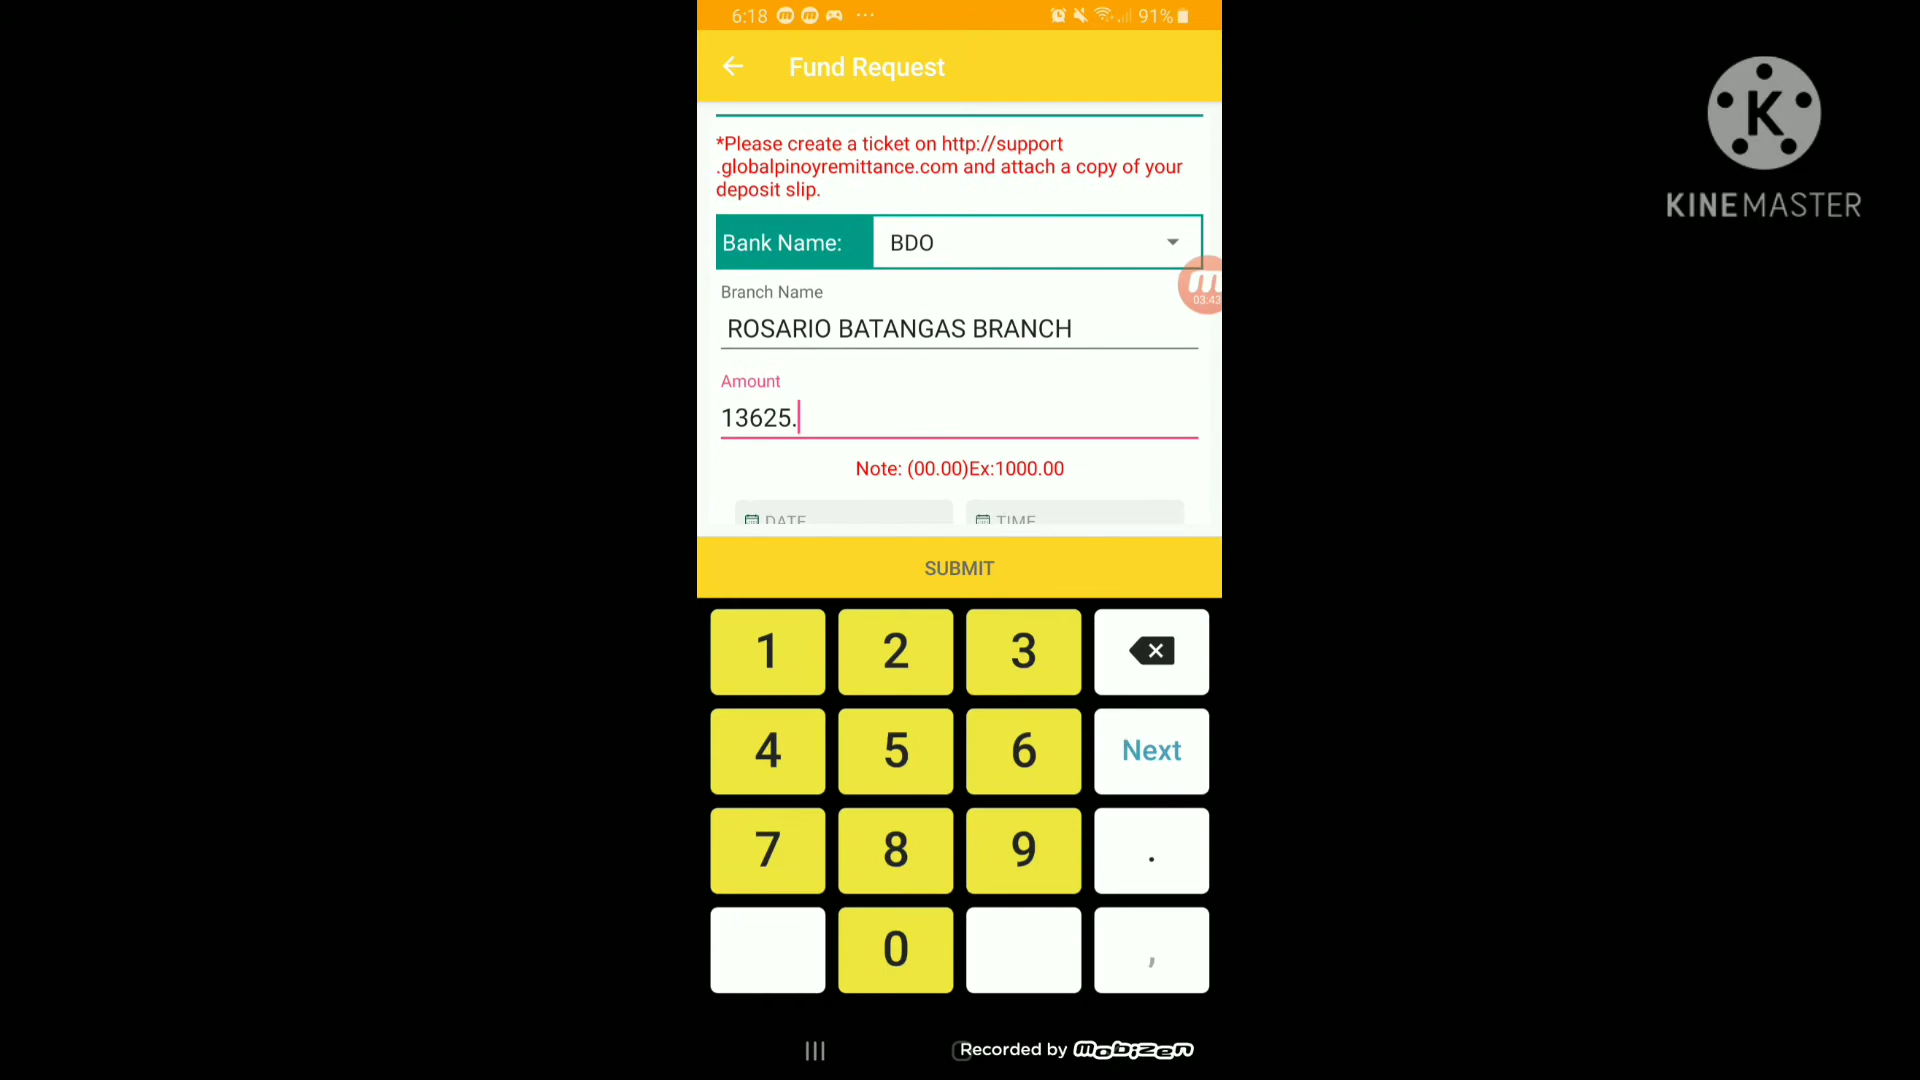 6:18
91%
Fund Request
*Please create a ticket on http://support
.globalpinoyremittance.com and attach a copy of your
deposit slip.
Bank Name:
BDO
03:43
Branch Name
ROSARIO BATANGAS BRANCH
Amount
13625.
Note: (00.00)Ex:1000.00
DATE
TIME
SUBMIT
1 2 3
4 5 6 Next
7 8 9 .
0 ,
Recorded by mobizen
K
KINEMASTER